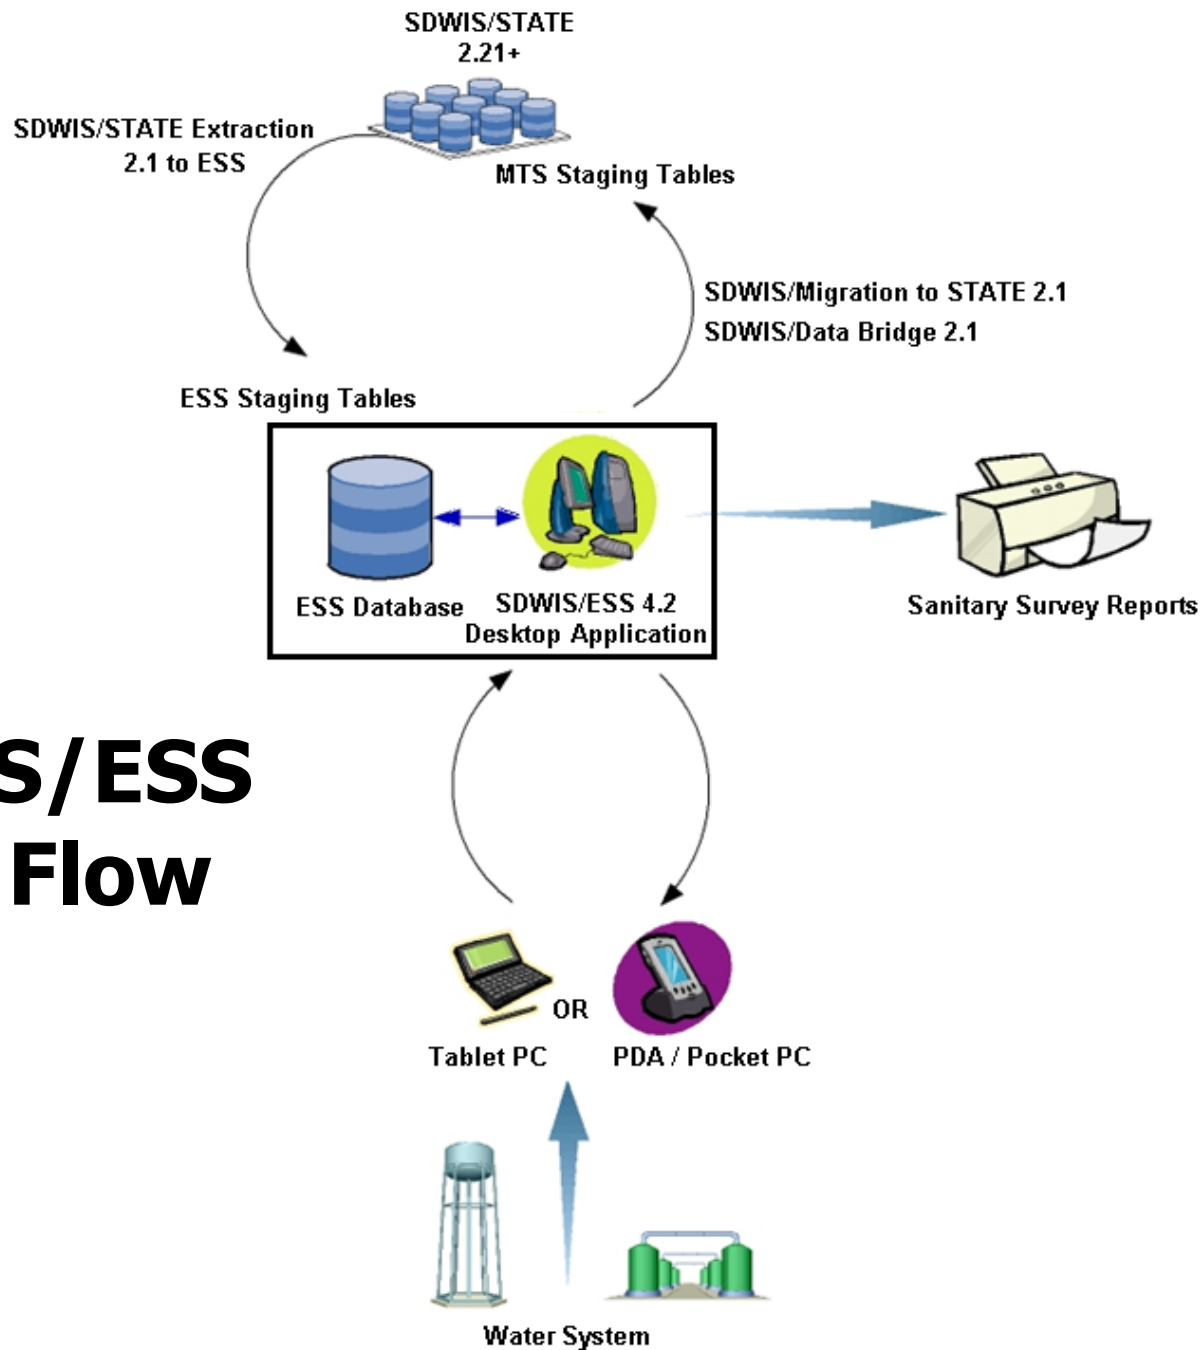 SDWIS/STATE
2.21+
SDWIS/STATE Extraction
2.1 to ESS
MTS Staging Tables
SDWIS/Migration to STATE 2.1
SDWIS/Data Bridge 2.1
ESS Staging Tables
ESS Database
SDWIS/ESS 4.2
Desktop Application
Sanitary Survey Reports
S/ESS
Flow
OR
Tablet PC
PDA / Pocket PC
Water System